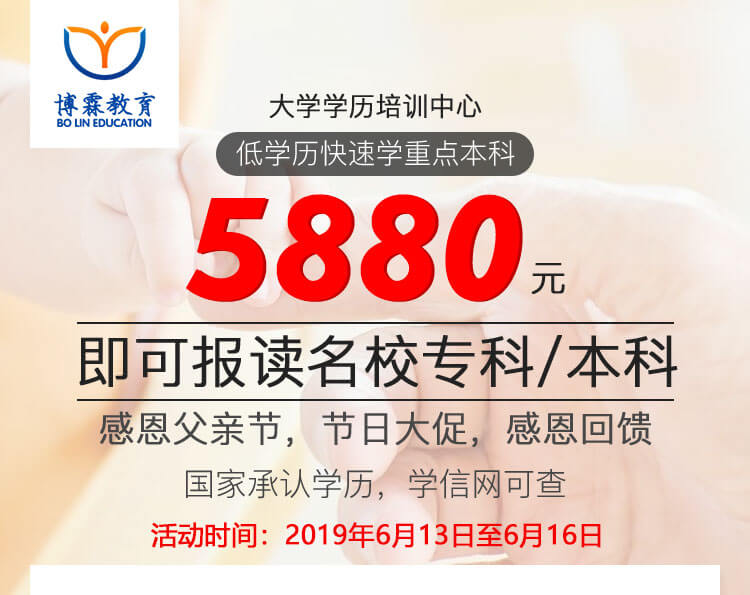 博霖教育
BO LIN EDUCATION
大学学历培训中心
低学历快速学重点本科
5880元
即可报读名校专科/本科
感恩父亲节，节日大促，感恩回馈
国家承认学历，学信网可查
活动时间：2019年6月13日至6月16日